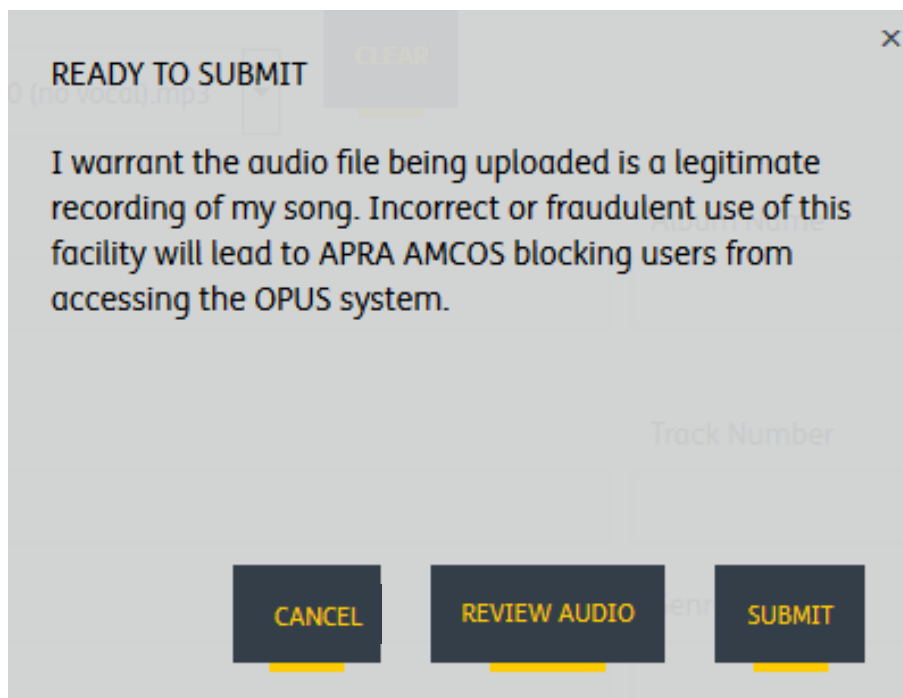 ×
CLEAR
READY TO SUBMIT
0 (no vocal).mp3
I warrant the audio file being uploaded is a legitimate
recording of my song. Incorrect or fraudulent use of this
Album Name
facility will lead to APRA AMCOS blocking users from
accessing the OPUS system.
Track Number
CANCEL
REVIEW AUDIO
SUBMIT